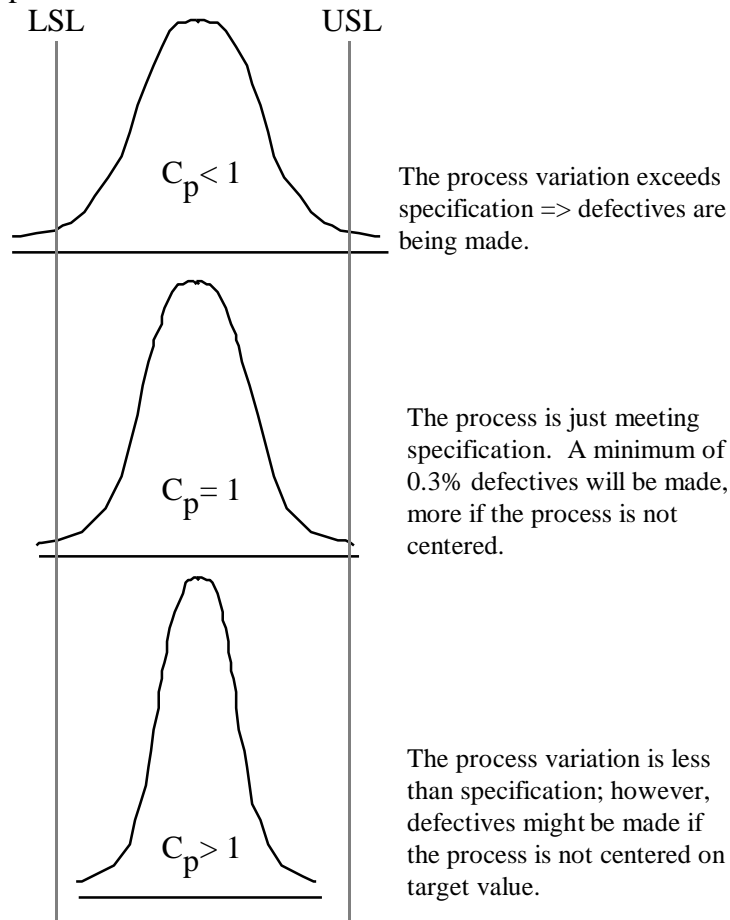 LSL USL
Cp< 1
The process variation exceeds
specification => defectives are
being made.
The process is just meeting
specification. A minimum of
0.3% defectives will be made,
more if the process is not
centered.
Cp= 1
The process variation is less
than specification; however,
defectives might be made if
the process is not centered on
target value.
Cp> 1